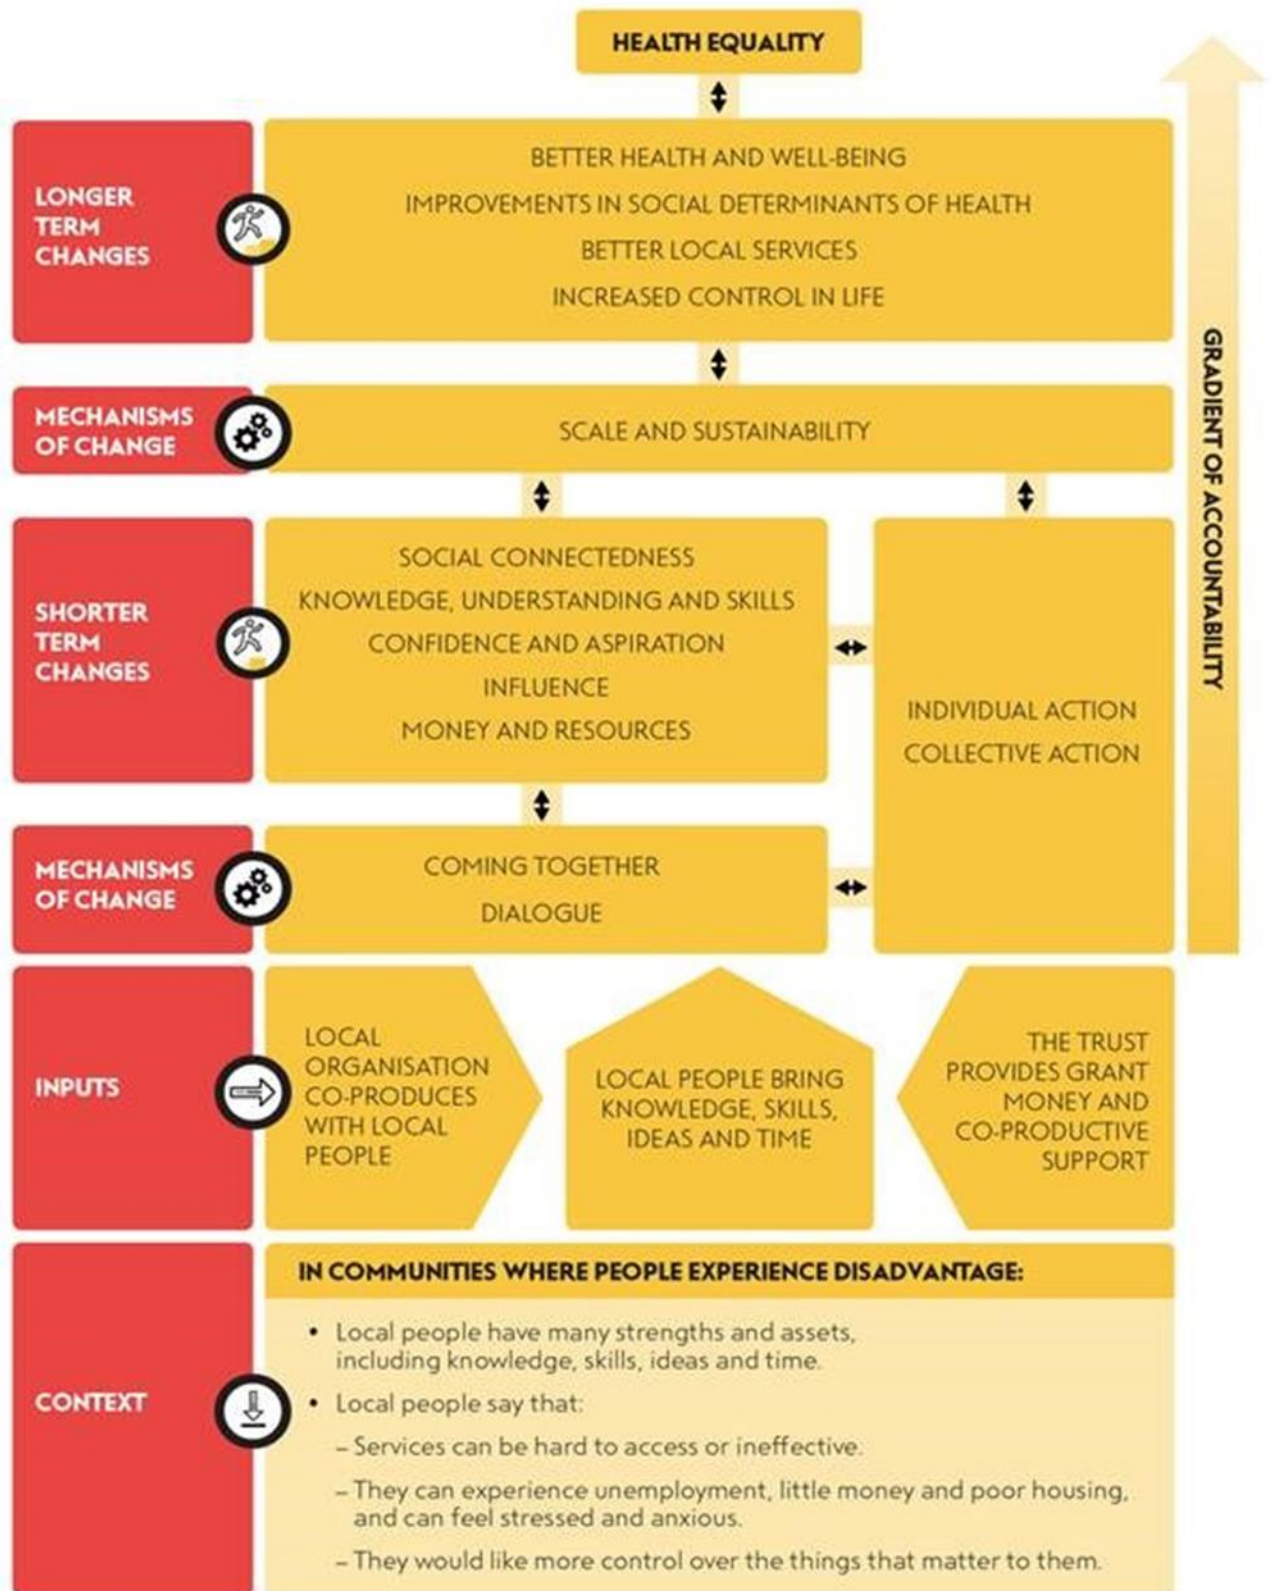 HEALTH EQUALITY
LONGER
TERM
CHANGES
BETTER HEALTH AND WELL-BEING
IMPROVEMENTS IN SOCIAL DETERMINANTS OF HEALTH
BETTER LOCAL SERVICES
INCREASED CONTROL IN LIFE
MECHANISMS
OF CHANGE
SCALE AND SUSTAINABILITY
SHORTER
TERM
CHANGES
SOCIAL CONNECTEDNESS
KNOWLEDGE, UNDERSTANDING AND SKILLS
CONFIDENCE AND ASPIRATION
INFLUENCE
MONEY AND RESOURCES
INDIVIDUAL ACTION
COLLECTIVE ACTION
GRADIENT OF ACCOUNTABILITY
MECHANISMS
OF CHANGE
COMING TOGETHER
DIALOGUE
INPUTS
LOCAL
ORGANISATION
CO-PRODUCES
WITH LOCAL
PEOPLE
LOCAL PEOPLE BRING
KNOWLEDGE, SKILLS,
IDEAS AND TIME
THE TRUST
PROVIDES GRANT
MONEY AND
CO-PRODUCTIVE
SUPPORT
CONTEXT
IN COMMUNITIES WHERE PEOPLE EXPERIENCE DISADVANTAGE:
• Local people have many strengths and assets,
including knowledge, skills, ideas and time.
• Local people say that:
– Services can be hard to access or ineffective.
– They can experience unemployment, little money and poor housing,
and can feel stressed and anxious.
– They would like more control over the things that matter to them.